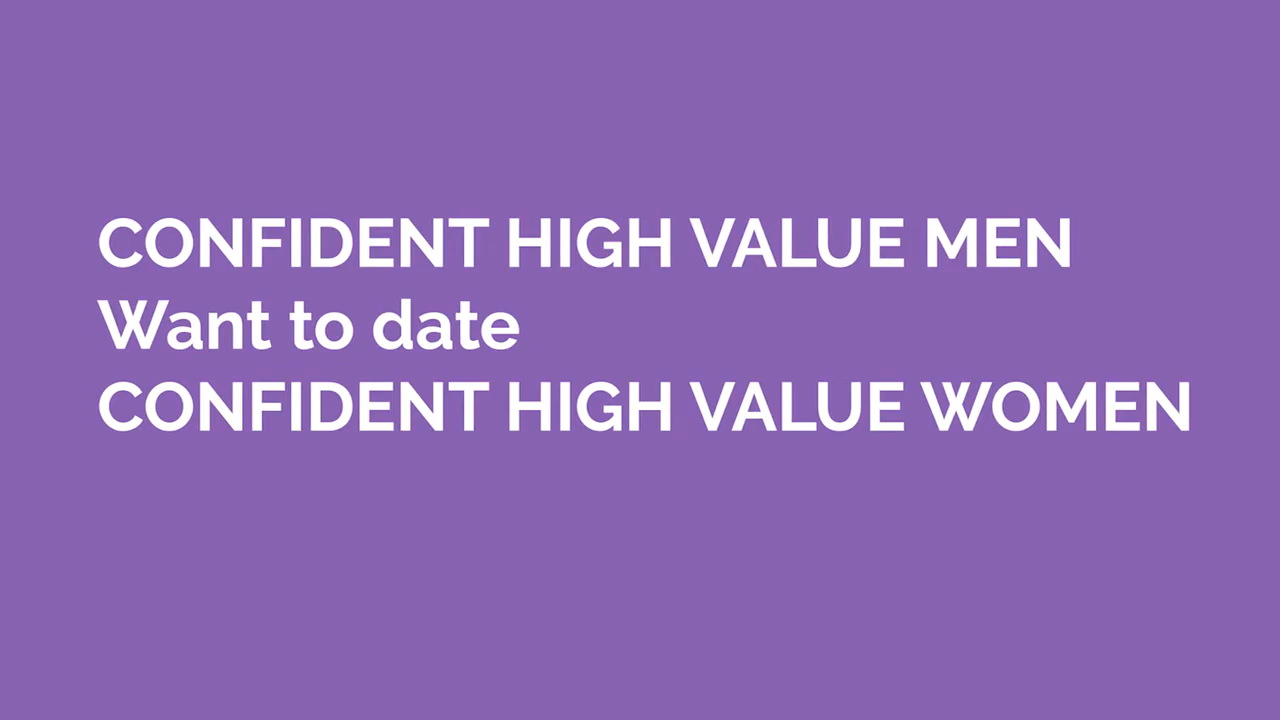 CONFIDENT HIGH VALUE MEN
Want to date
CONFIDENT HIGH VALUE WOMEN